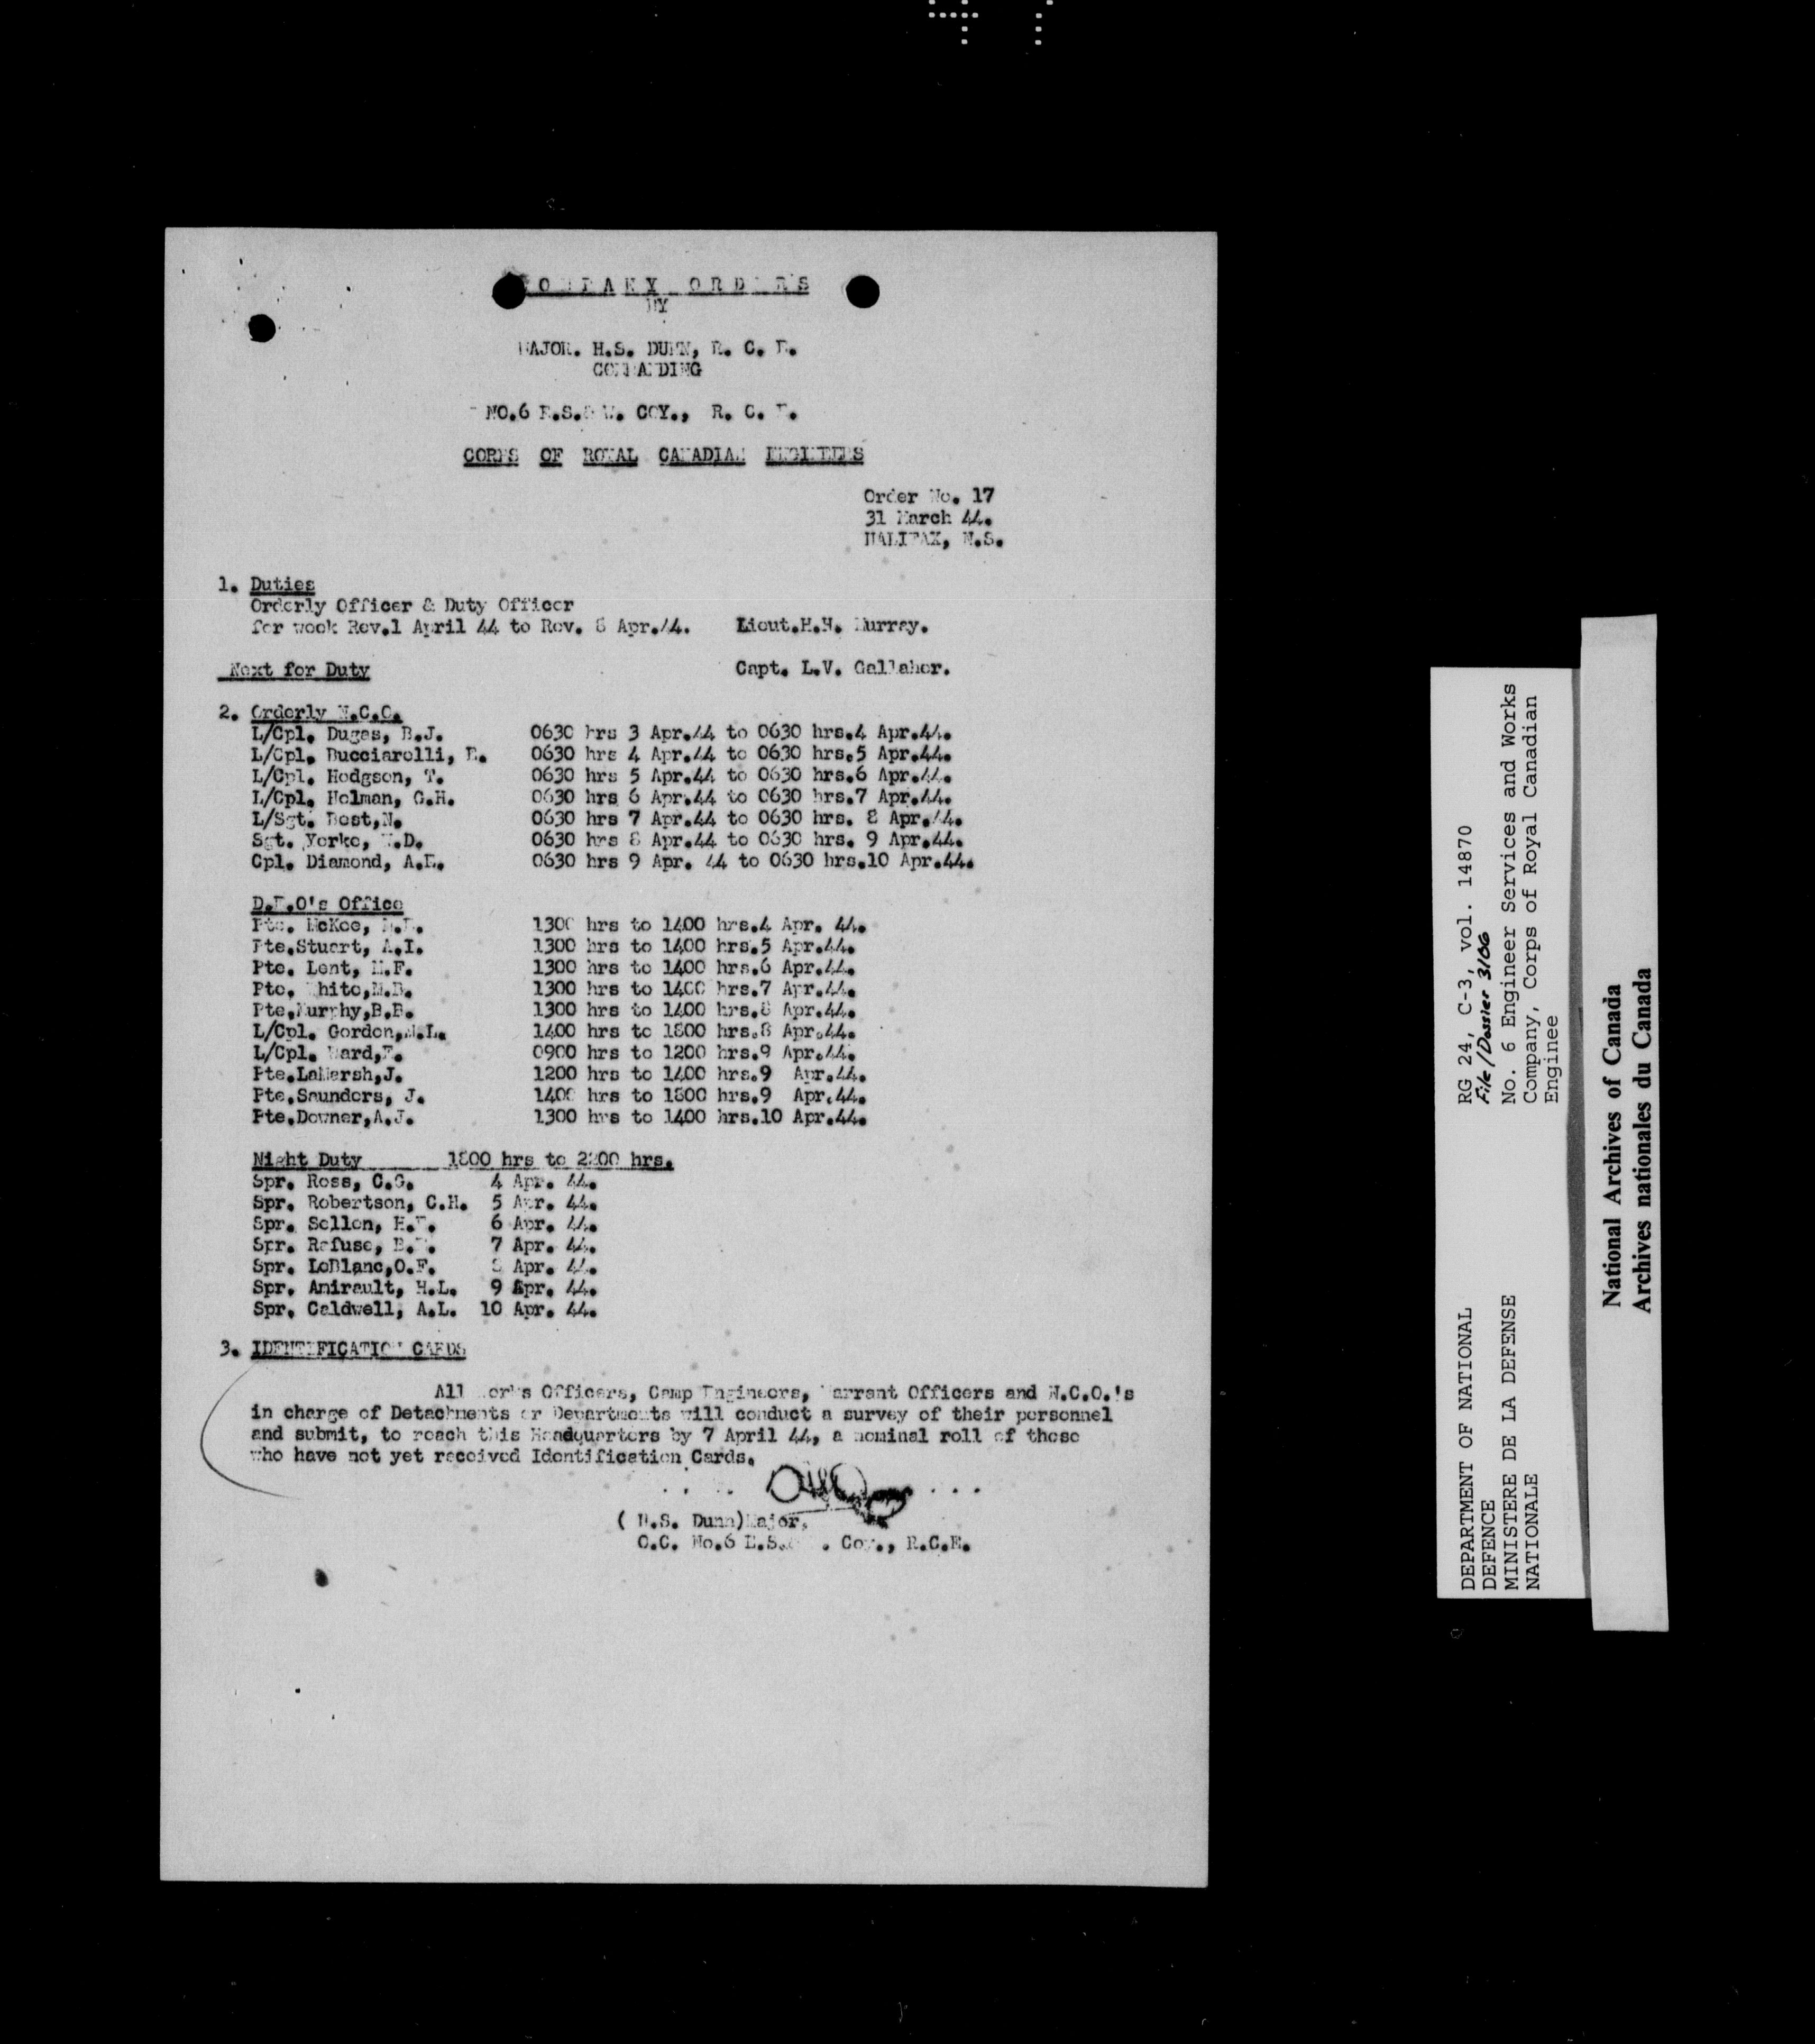 COMPANY ORDERS
BY
MAJOR. H.S. DUNN, R. C. E.
COMMANDING
NO.6 E.S.& W. COY., R. C. E.
CORPS OF ROYAL CANADIAN ENGINEERS
Order No. 17
31 March 44.
HALIFAX, N.S.
1. Duties
Orderly Officer & Duty Officer
for week Rev.1 April 44 to Rev. 8 Apr.44. Lieut.H.H. Murray.
Next for Duty Capt. L.V. Gallaher.
2. Orderly N.C.O.
L/Cpl. Dugas, B.J. 0630 hrs 3 Apr.44 to 0630 hrs.4 Apr.44.
L/Cpl. Bucciarelli, E. 0630 hrs 4 Apr.44 to 0630 hrs.5 Apr.44.
L/Cpl. Hodgson, T. 0630 hrs 5 Apr.44 to 0630 hrs.6 Apr.44.
L/Cpl. Holman, G.H. 0630 hrs 6 Apr.44 to 0630 hrs.7 Apr.44.
L/Sgt. Bost,N. 0630 hrs 7 Apr.44 to 0630 hrs. 8 Apr.44.
Sgt. Yorke, W.D. 0630 hrs 8 Apr.44 to 0630 hrs. 9 Apr.44.
Cpl. Diamond, A.E. 0630 hrs 9 Apr. 44 to 0630 hrs.10 Apr.44.
D.E.O's Office
Pte. McKee, 1300 hrs to 1400 hrs.4 Apr. 44.
Pte.Stuart, A.I. 1300 hrs to 1400 hrs.5 Apr.44.
Pte. Lent, M.F. 1300 hrs to 1400 hrs.6 Apr.44.
Pte. White,M.B. 1300 hrs to 1400 hrs.7 Apr.44.
Pte.Murphy,B.B. 1300 hrs to 1400 hrs.8 Apr.44.
L/Cpl. Gordon,M.L. 1400 hrs to 1800 hrs.8 Apr.44.
L/Cpl. Ward,F. 0900 hrs to 1200 hrs.9 Apr.44.
Pte.LaMarsh,J. 1200 hrs to 1400 hrs.9 Apr.44.
Pte.Saunders, J. 1400 hrs to 1800 hrs.9 Apr.44.
Pte.Downer,A.J. 1300 hrs to 1400 hrs.10 Apr.44.
Night Duty 1800 hrs to 2200 hrs.
Spr. Ross, C.G. 4 Apr. 44.
Spr. Robertson, C.H. 5 Apr. 44.
Spr. Sellen, 6 Apr. 44.
Spr. Rafuse, 7 Apr. 44.
Spr. LeBlanc,O.F. 8 Apr. 44.
Spr. Amirault, H.L. 9 Apr. 44.
Spr. Caldwell, A.L. 10 Apr. 44.
3. IDENTIFICATION CARDS
All Works Officers, Camp Engineers, Warrant Officers and N.C.O.'s
in charge of Detachments or Departments will conduct a survey of their personnel
and submit, to reach this Headquarters by 7 April 44, a nominal roll of those
who have not yet received Identification Cards.
( H.S. Dunn)Major,
O.C. No.6 E.S.& W. Coy., R.C.E.
DEPARTMENT OF NATIONAL
DEFENCE
MINISTERE DE LA DEFENSE
NATIONALE
RG 24, C-3, vol. 14870
File/Dossier 3106
No. 6 Engineer Services and Works
Company, Corps of Royal Canadian
Enginee
National Archives of Canada
Archives nationales du Canada